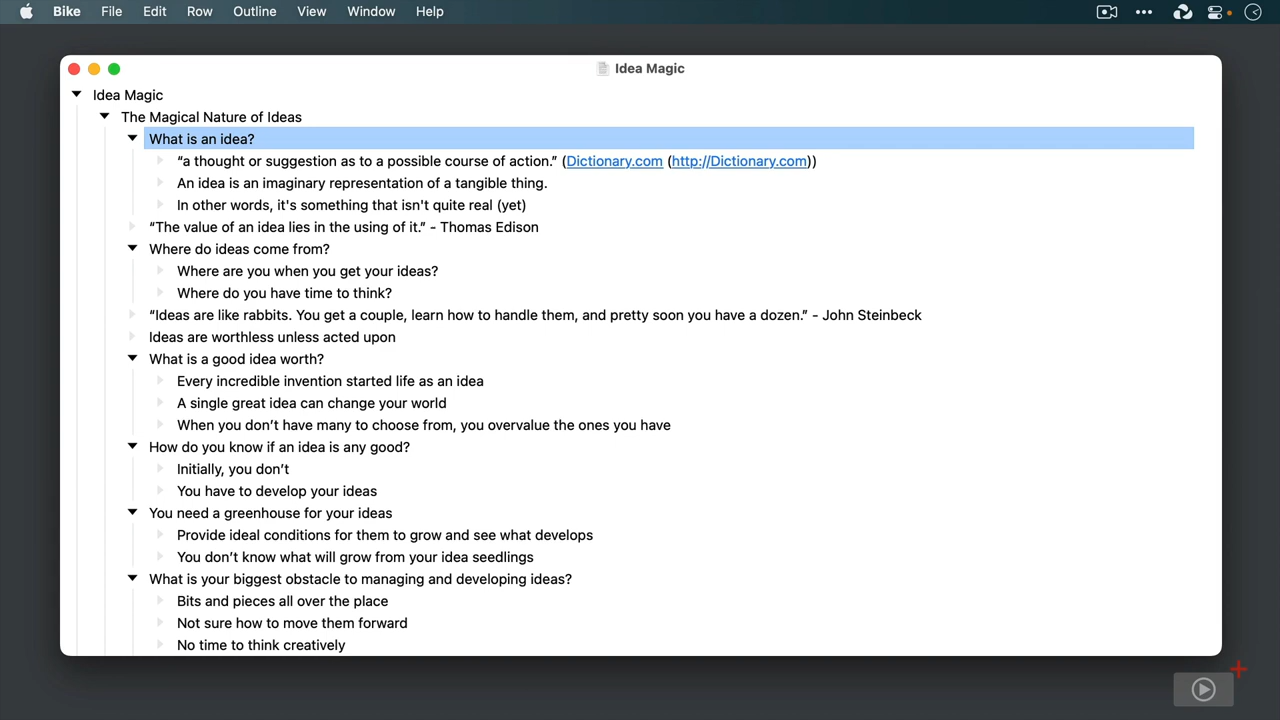 Bike File Edit Row Outline View Window Help
Idea Magic
Idea Magic
The Magical Nature of Ideas
What is an idea?
“a thought or suggestion as to a possible course of action.” (Dictionary.com (http://Dictionary.com))
An idea is an imaginary representation of a tangible thing.
In other words, it's something that isn't quite real (yet)
“The value of an idea lies in the using of it.” - Thomas Edison
Where do ideas come from?
Where are you when you get your ideas?
Where do you have time to think?
“Ideas are like rabbits. You get a couple, learn how to handle them, and pretty soon you have a dozen.” - John Steinbeck
Ideas are worthless unless acted upon
What is a good idea worth?
Every incredible invention started life as an idea
A single great idea can change your world
When you don’t have many to choose from, you overvalue the ones you have
How do you know if an idea is any good?
Initially, you don’t
You have to develop your ideas
You need a greenhouse for your ideas
Provide ideal conditions for them to grow and see what develops
You don’t know what will grow from your idea seedlings
What is your biggest obstacle to managing and developing ideas?
Bits and pieces all over the place
Not sure how to move them forward
No time to think creatively